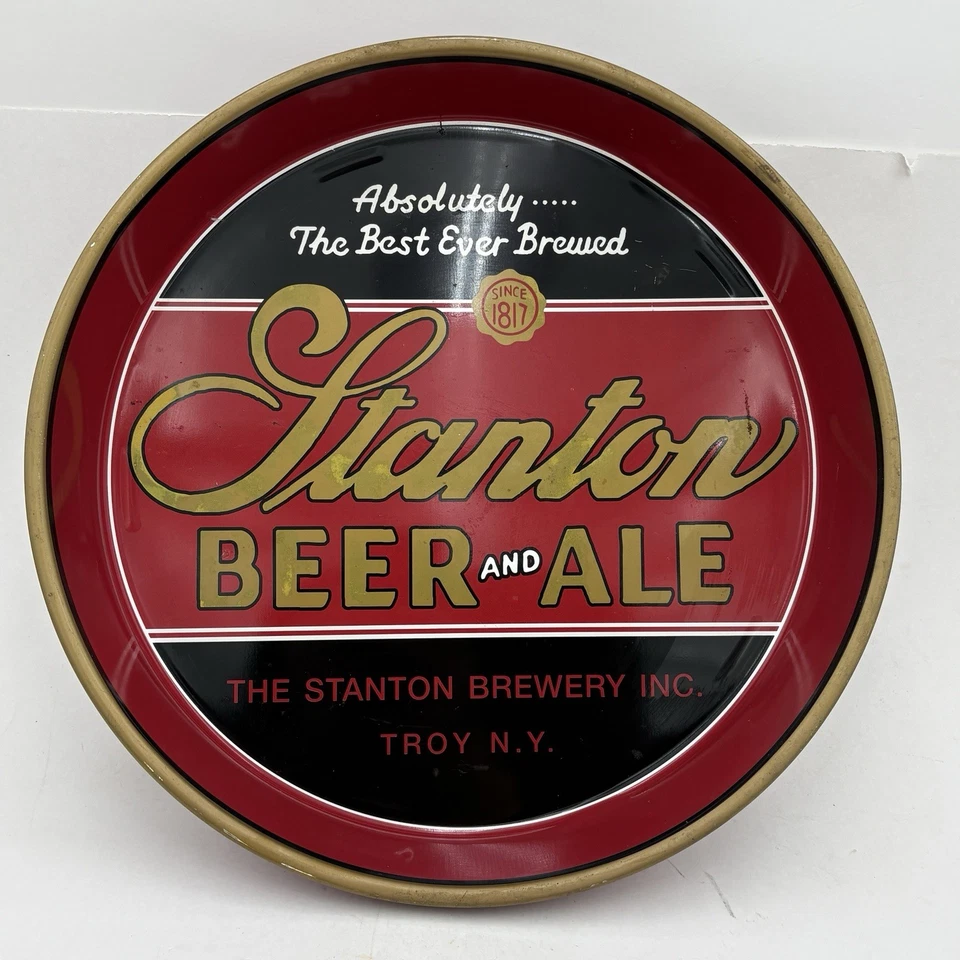 Absolutely .....
The Best Ever Brewed
SINCE
1817
Stanton
BEER AND ALE
THE STANTON BREWERY INC.
TROY N.Y.